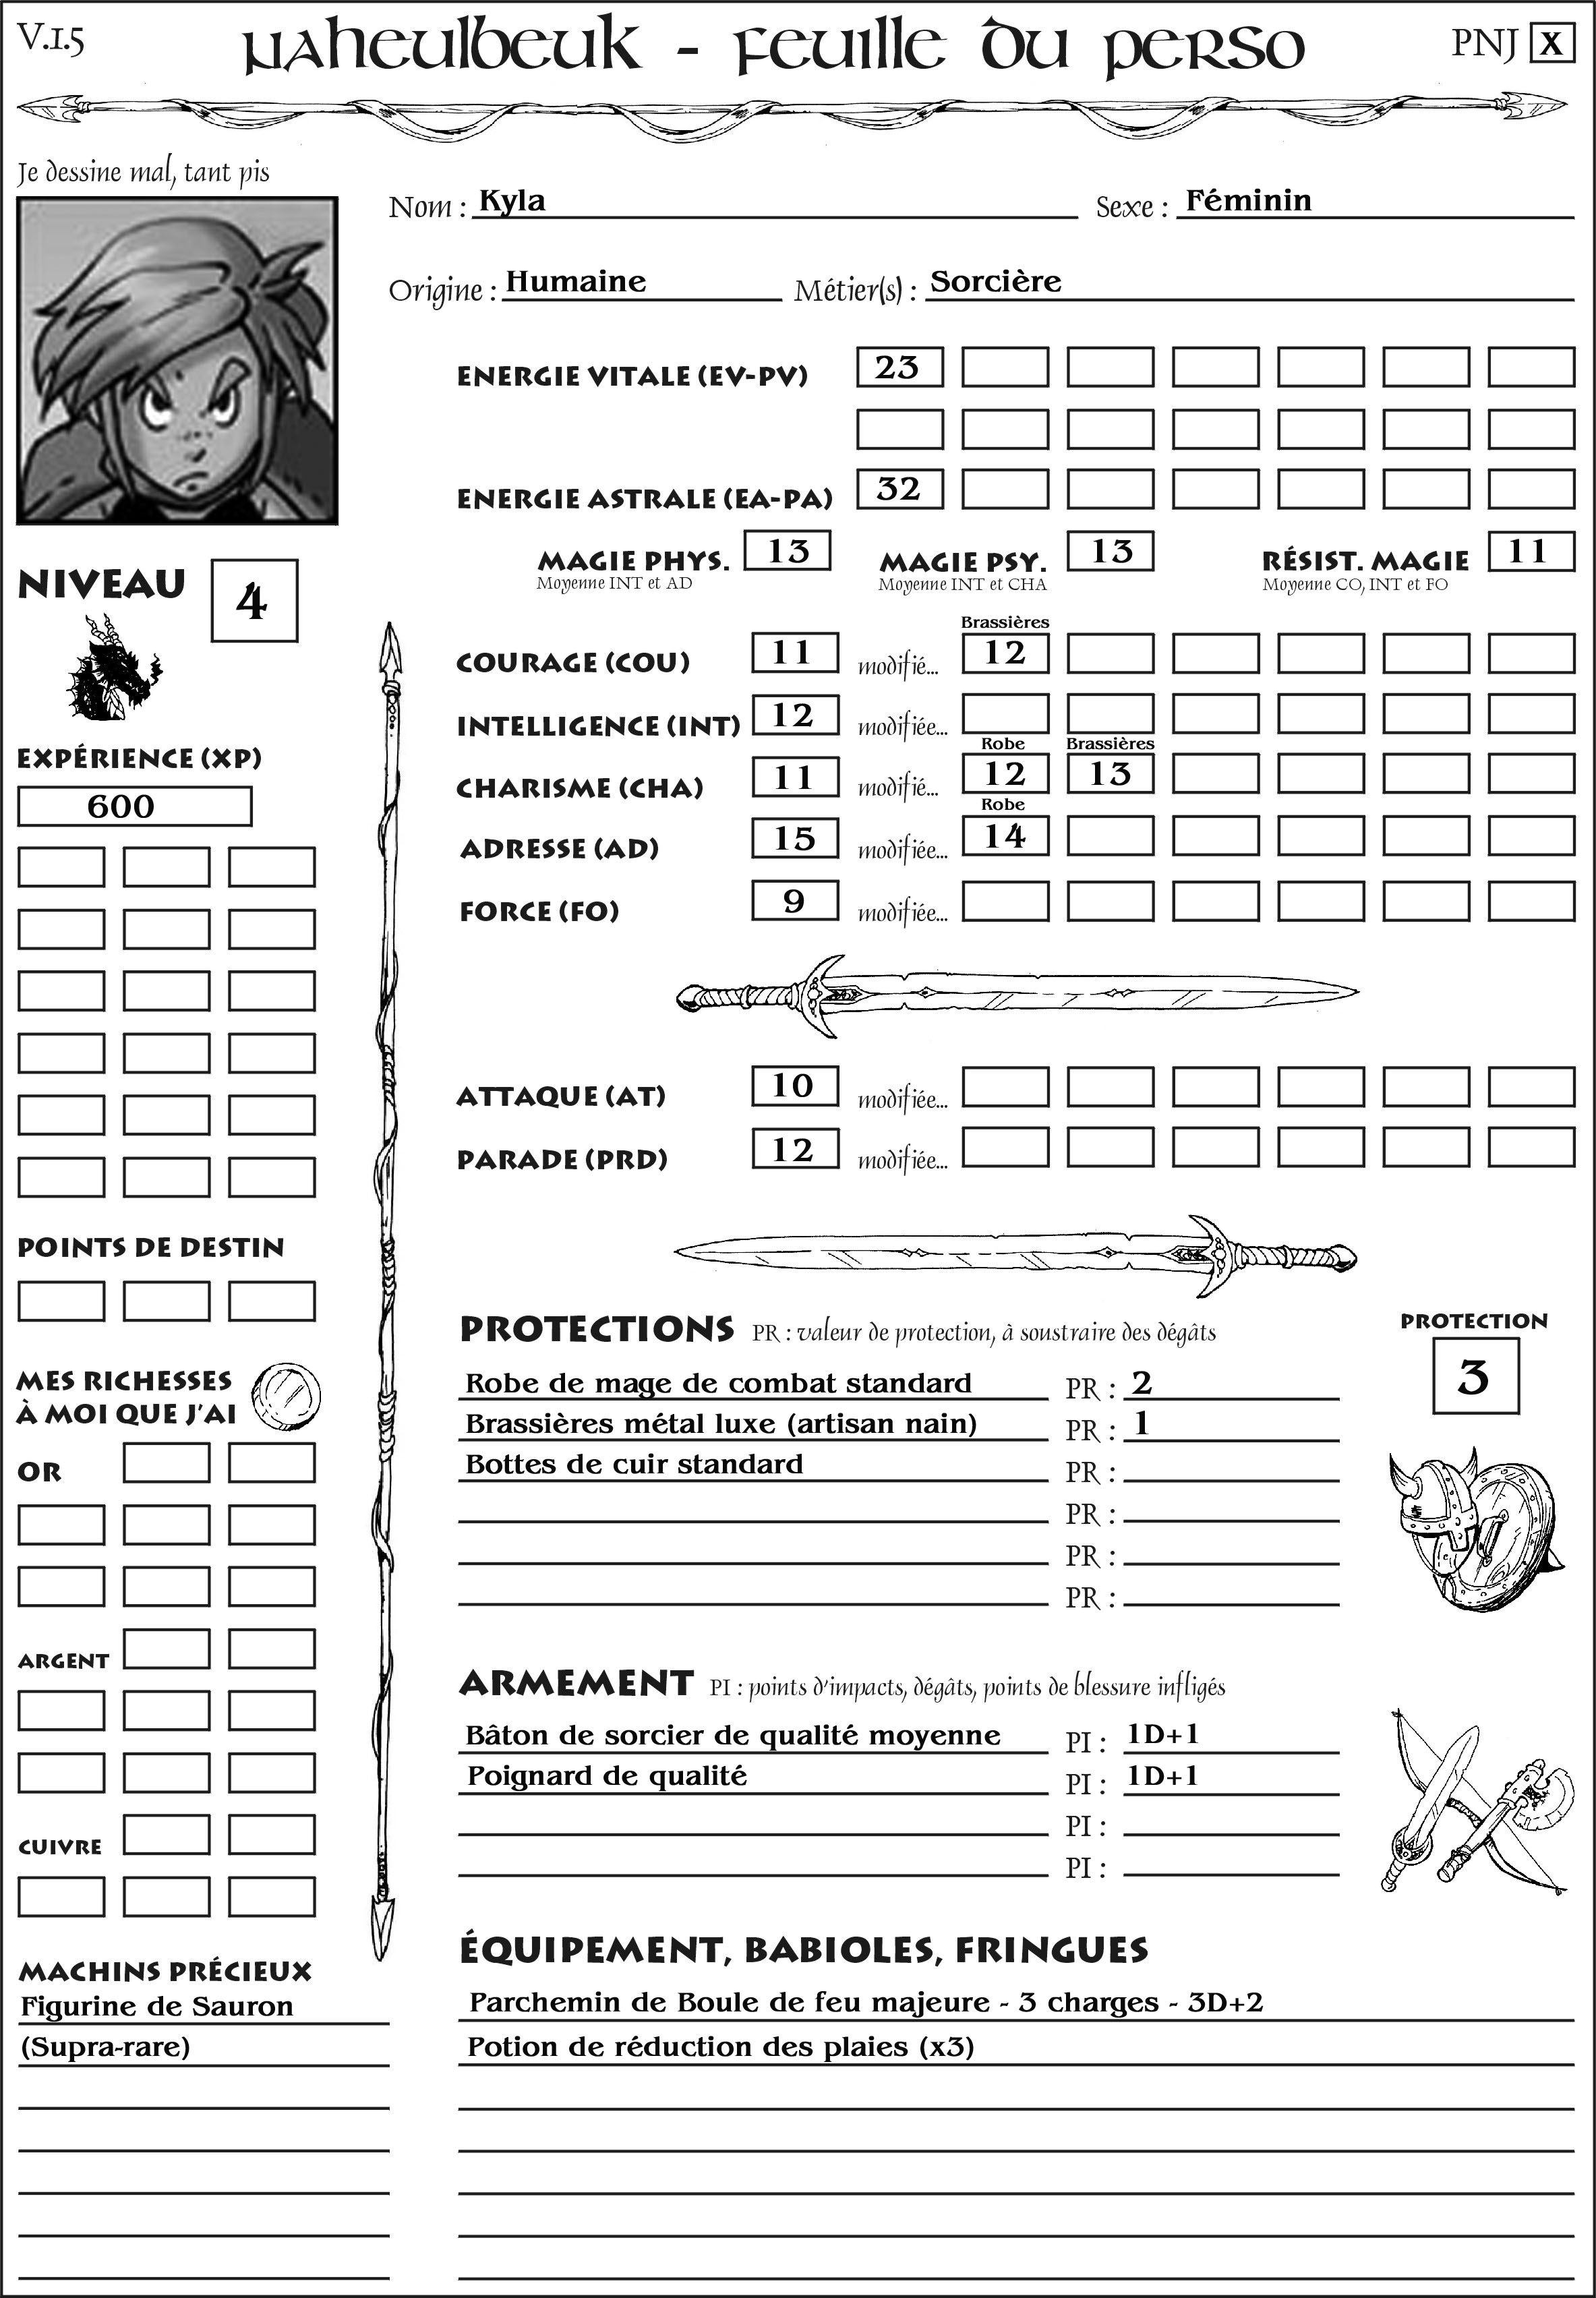 V.1.5
Naheulbeuk - Feuille du perso
PNJ X
Je dessine mal, tant pis
Nom : Kyla
Sexe : Féminin
Origine : Humaine
Métier(s) : Sorcière
ENERGIE VITALE (EV-PV) 23
ENERGIE ASTRALE (EA-PA) 32
MAGIE PHYS. 13
Moyenne INT et AD
MAGIE PSY. 13
Moyenne INT et CHA
RÉSIST. MAGIE 11
Moyenne CO, INT et FO
NIVEAU 4
Brassières
COURAGE (COU) 11 modifié... 12
INTELLIGENCE (INT) 12 modifiée...
Robe Brassières
CHARISME (CHA) 11 modifié... 12 13
Robe
ADRESSE (AD) 15 modifiée... 14
FORCE (FO) 9 modifiée...
EXPÉRIENCE (XP)
600
ATTAQUE (AT) 10 modifiée...
PARADE (PRD) 12 modifiée...
POINTS DE DESTIN
MES RICHESSES
À MOI QUE J'AI
OR
ARGENT
CUIVRE
PROTECTIONS PR : valeur de protection, à soustraire des dégâts
PROTECTION
3
Robe de mage de combat standard PR : 2
Brassières métal luxe (artisan nain) PR : 1
Bottes de cuir standard PR :
PR :
PR :
PR :
ARMEMENT PI : points d'impacts, dégâts, points de blessure infligés
Bâton de sorcier de qualité moyenne PI : 1D+1
Poignard de qualité PI : 1D+1
PI :
PI :
MACHINS PRÉCIEUX
Figurine de Sauron
(Supra-rare)
ÉQUIPEMENT, BABIOLES, FRINGUES
Parchemin de Boule de feu majeure - 3 charges - 3D+2
Potion de réduction des plaies (x3)